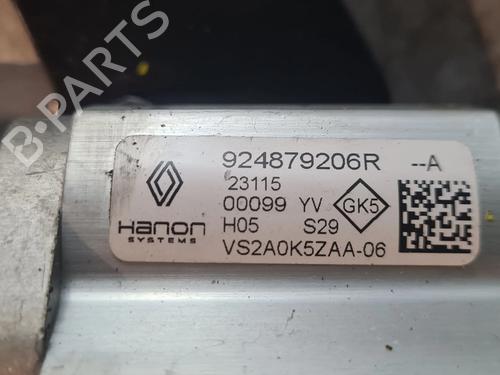 B-PARTS
924879206R --A
23115
00099 YV GK5
H05 S29
VS2A0K5ZAA-06
Hanon
SYSTEMS